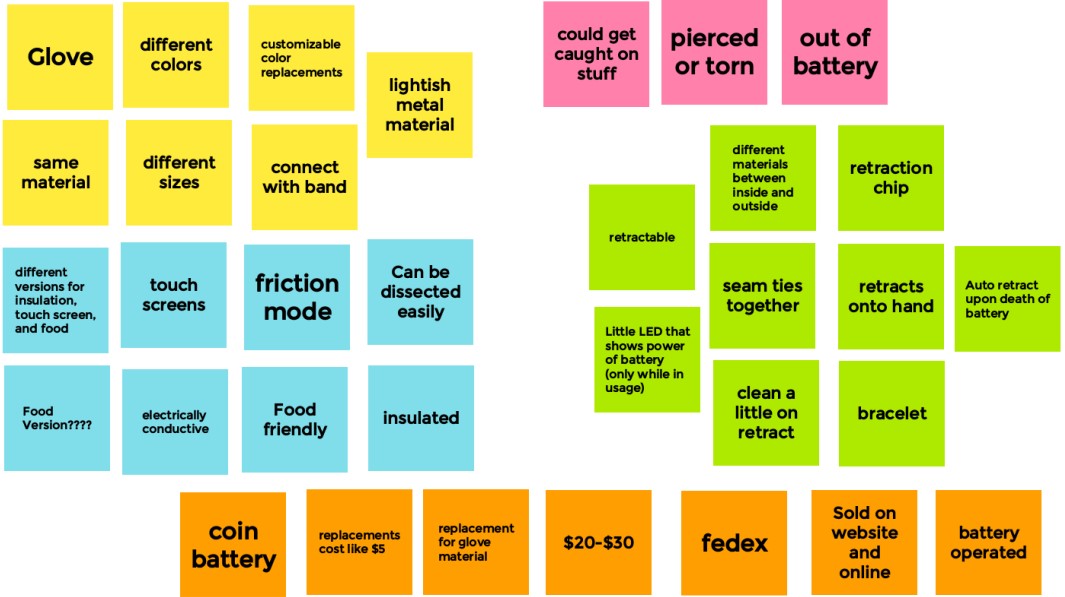 Glove
different
colors
customizable
color
replacements
lightish
metal
material
same
material
different
sizes
connect
with band
different
versions for
insulation,
touch screen,
and food
touch
screens
friction
mode
Can be
dissected
easily
Food
Version????
electrically
conductive
Food
friendly
insulated
could get
caught on
stuff
pierced
or torn
out of
battery
different
materials
between
inside and
outside
retraction
chip
retractable
seam ties
together
retracts
onto hand
Auto retract
upon death of
battery
Little LED that
shows power
of battery
(only while in
usage)
clean a
little on
retract
bracelet
coin
battery
replacements
cost like $5
replacement
for glove
material
$20-$30
fedex
Sold on
website
and
online
battery
operated